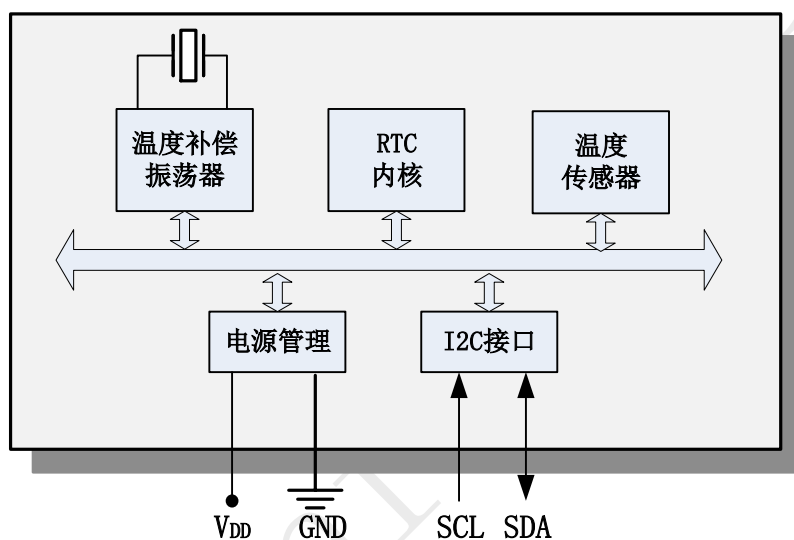 温度补偿
振荡器
RTC
内核
温度
传感器
电源管理
I2C接口
VDD
GND
SCL
SDA